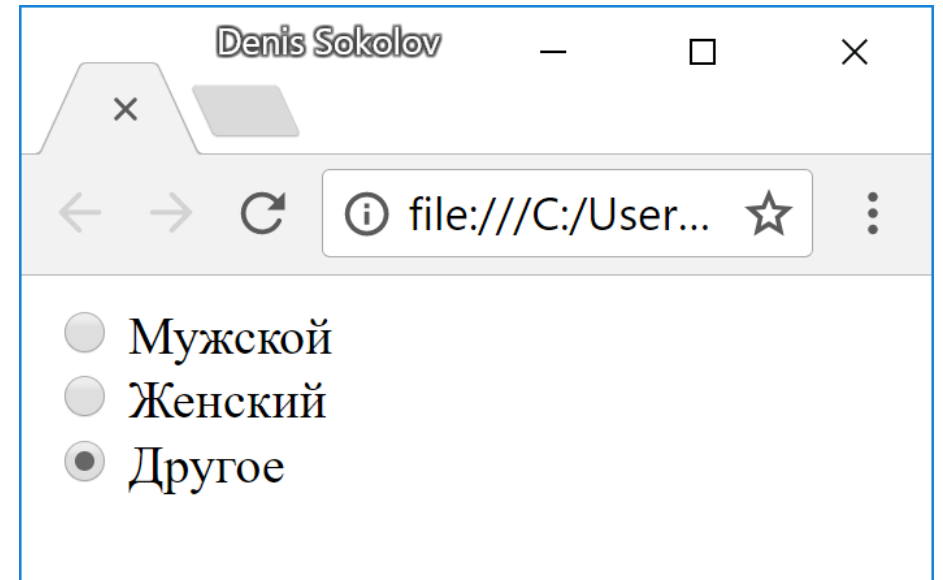 Denis Sokolov
file:///C:/User...
Мужской
Женский
Другое